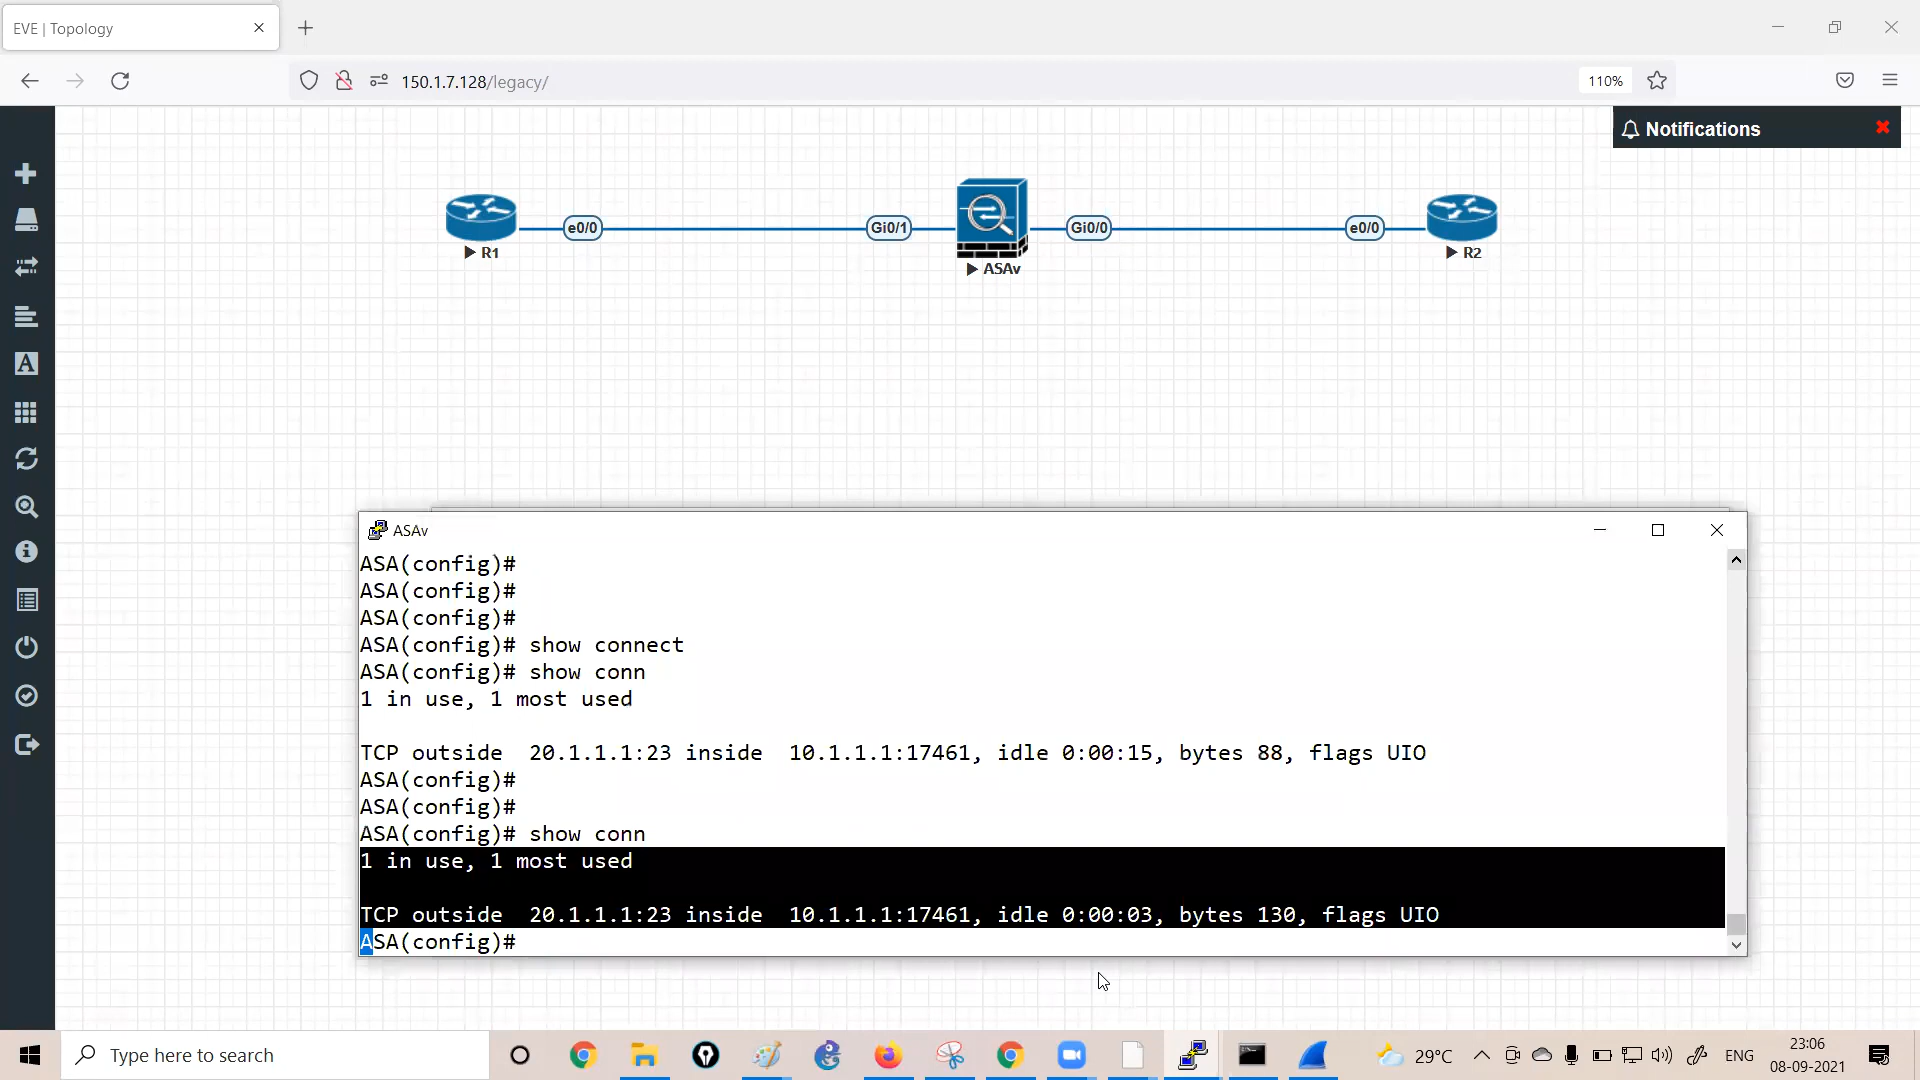 EVE | Topology
150.1.7.128/legacy/
110%
Notifications
e0/0
Gi0/1
Gi0/0
e0/0
R1
ASAv
R2
ASAv
ASA(config)#
ASA(config)#
ASA(config)#
ASA(config)# show connect
ASA(config)# show conn
1 in use, 1 most used
TCP outside  20.1.1.1:23 inside  10.1.1.1:17461, idle 0:00:15, bytes 88, flags UIO
ASA(config)#
ASA(config)#
ASA(config)# show conn
1 in use, 1 most used
TCP outside  20.1.1.1:23 inside  10.1.1.1:17461, idle 0:00:03, bytes 130, flags UIO
ASA(config)#
Type here to search
29°C
ENG
23:06
08-09-2021